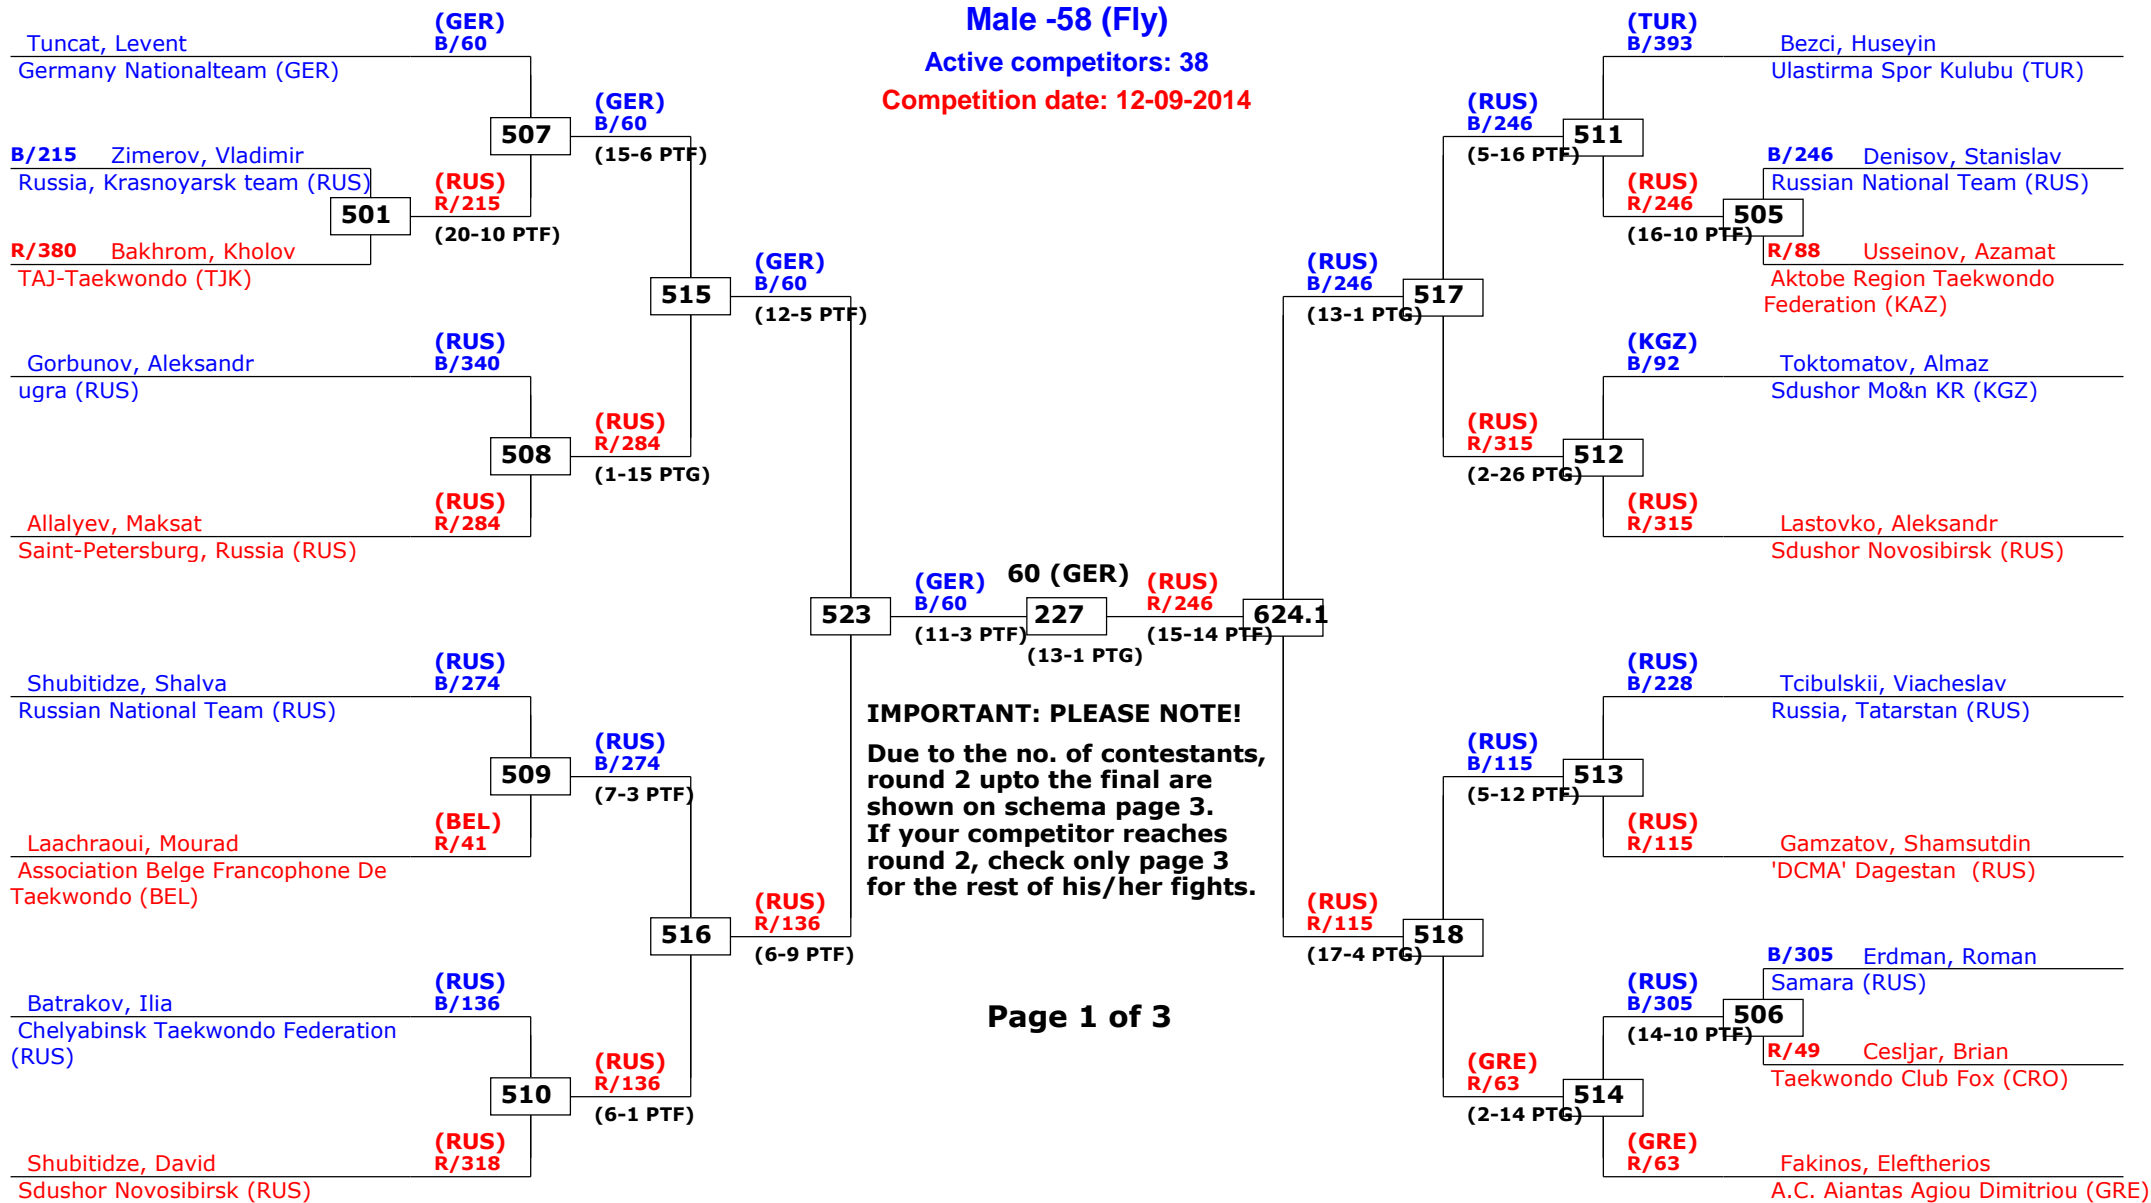 Male -58 (Fly)
Active competitors: 38
Competition date: 12-09-2014
(GER)
Tuncat, Levent B/60
Germany Nationalteam (GER)
(GER)
B/60
507
(15-6 PTF)
B/215 Zimerov, Vladimir
Russia, Krasnoyarsk team (RUS)
(RUS)
501 R/215
(20-10 PTF)
R/380 Bakhrom, Kholov
TAJ-Taekwondo (TJK)
(GER)
B/60
515
(12-5 PTF)
(RUS)
Gorbunov, Aleksandr B/340
ugra (RUS)
(RUS)
R/284
508
(1-15 PTG)
(RUS)
Allalyev, Maksat R/284
Saint-Petersburg, Russia (RUS)
(GER)
B/60
523
(11-3 PTF)
60 (GER)
227
(13-1 PTG)
(RUS)
R/246
624.1
(15-14 PTF)
(RUS)
Shubitidze, Shalva B/274
Russian National Team (RUS)
(RUS)
B/274
509
(7-3 PTF)
(BEL)
Laachraoui, Mourad R/41
Association Belge Francophone De
Taekwondo (BEL)
(RUS)
R/136
516
(6-9 PTF)
(RUS)
Batrakov, Ilia B/136
Chelyabinsk Taekwondo Federation
(RUS)
(RUS)
R/136
510
(6-1 PTF)
(RUS)
Shubitidze, David R/318
Sdushor Novosibirsk (RUS)
IMPORTANT: PLEASE NOTE!
Due to the no. of contestants,
round 2 upto the final are
shown on schema page 3.
If your competitor reaches
round 2, check only page 3
for the rest of his/her fights.
Page 1 of 3
(TUR)
B/393 Bezci, Huseyin
Ulastirma Spor Kulubu (TUR)
(RUS)
B/246
511
(5-16 PTF)
B/246 Denisov, Stanislav
Russian National Team (RUS)
(RUS)
R/246 505
(16-10 PTF)
R/88 Usseinov, Azamat
Aktobe Region Taekwondo
Federation (KAZ)
(RUS)
B/246
517
(13-1 PTG)
(KGZ)
B/92 Toktomatov, Almaz
Sdushor Mo&n KR (KGZ)
(RUS)
R/315
512
(2-26 PTG)
(RUS)
R/315 Lastovko, Aleksandr
Sdushor Novosibirsk (RUS)
(RUS)
B/228 Tcibulskii, Viacheslav
Russia, Tatarstan (RUS)
(RUS)
B/115
513
(5-12 PTF)
(RUS)
R/115 Gamzatov, Shamsutdin
'DCMA' Dagestan (RUS)
(RUS)
R/115
518
(17-4 PTG)
B/305 Erdman, Roman
Samara (RUS)
(RUS)
B/305 506
(14-10 PTF)
R/49 Cesljar, Brian
Taekwondo Club Fox (CRO)
(GRE)
R/63
514
(2-14 PTG)
(GRE)
R/63 Fakinos, Eleftherios
A.C. Aiantas Agiou Dimitriou (GRE)